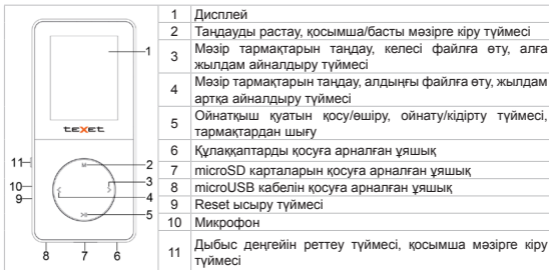 teXet
M
1
2
3
4
5
6
7
8
9
10
11
1 Дисплей
2 Таңдауды растау, қосымша/басты мәзірге кіру түймесі
3 Мәзір тармақтарын таңдау, келесі файлға өту, алға
жылдам айналдыру түймесі
4 Мәзір тармақтарын таңдау, алдыңғы файлға өту, жылдам
артқа айналдыру түймесі
5 Ойнатқыш қуатын қосу/өшіру, ойнату/кідірту түймесі,
тармақтардан шығу
6 Құлаққаптарды қосуға арналған ұяшық
7 microSD карталарын қосуға арналған ұяшық
8 microUSB кабелін қосуға арналған ұяшық
9 Reset ысыру түймесі
10 Микрофон
11 Дыбыс деңгейін реттеу түймесі, қосымша мәзірге кіру
түймесі